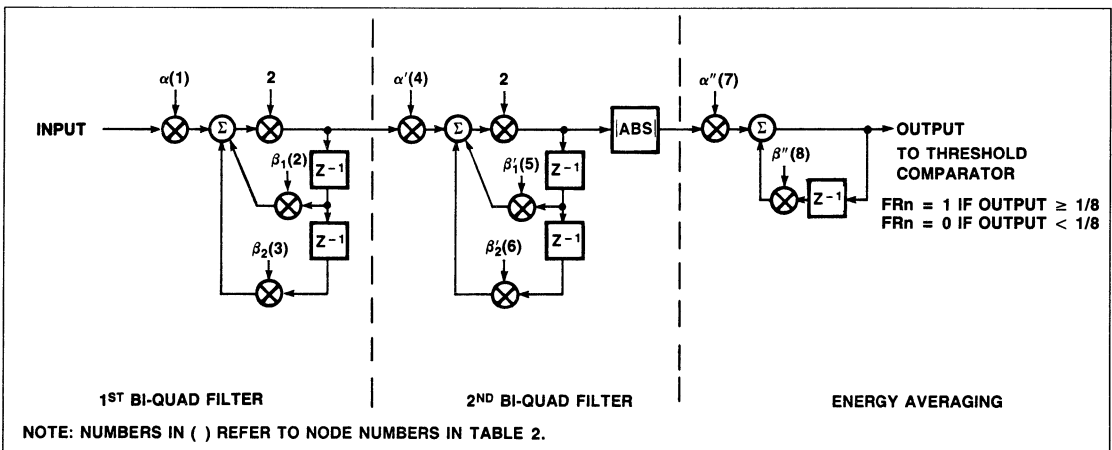 α(1)
2
α'(4)
2
α''(7)
INPUT
Σ
Σ
|ABS|
Σ
OUTPUT
TO THRESHOLD
COMPARATOR
FRn = 1 IF OUTPUT ≥ 1/8
FRn = 0 IF OUTPUT < 1/8
β1(2)
Z−1
β'1(5)
Z−1
β''(8)
Z−1
β2(3)
Z−1
β'2(6)
Z−1
1ST BI-QUAD FILTER
2ND BI-QUAD FILTER
ENERGY AVERAGING
NOTE: NUMBERS IN ( ) REFER TO NODE NUMBERS IN TABLE 2.